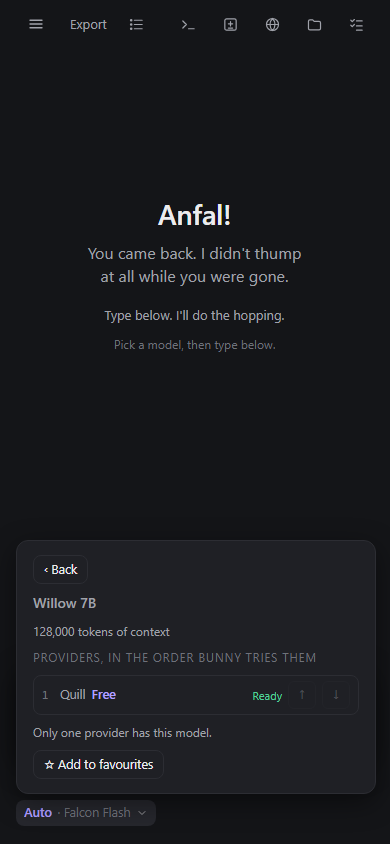 Export
Anfal!
You came back. I didn't thump
at all while you were gone.
Type below. I'll do the hopping.
Pick a model, then type below.
‹ Back
Willow 7B
128,000 tokens of context
PROVIDERS, IN THE ORDER BUNNY TRIES THEM
1 Quill Free Ready ↑ ↓
Only one provider has this model.
☆ Add to favourites
Auto · Falcon Flash